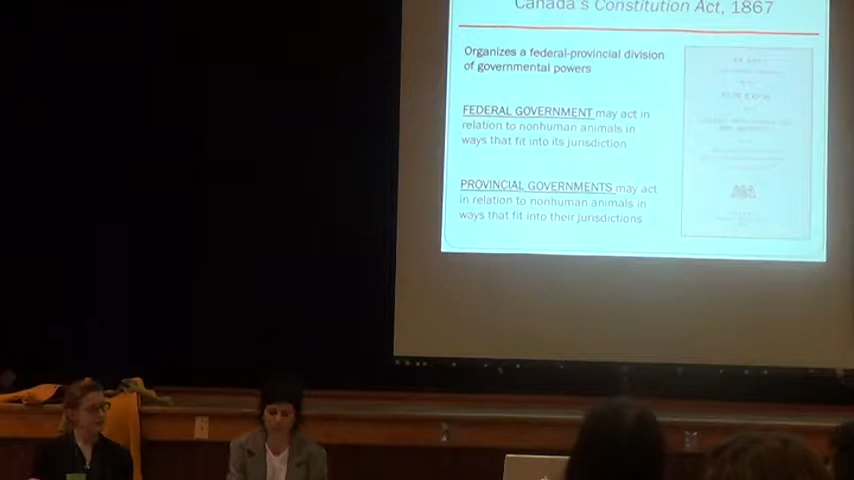 Canada's Constitution Act, 1867
Organizes a federal-provincial division
of governmental powers
FEDERAL GOVERNMENT may act in
relation to nonhuman animals in
ways that fit into its jurisdiction
PROVINCIAL GOVERNMENTS may act
in relation to nonhuman animals in
ways that fit into their jurisdictions